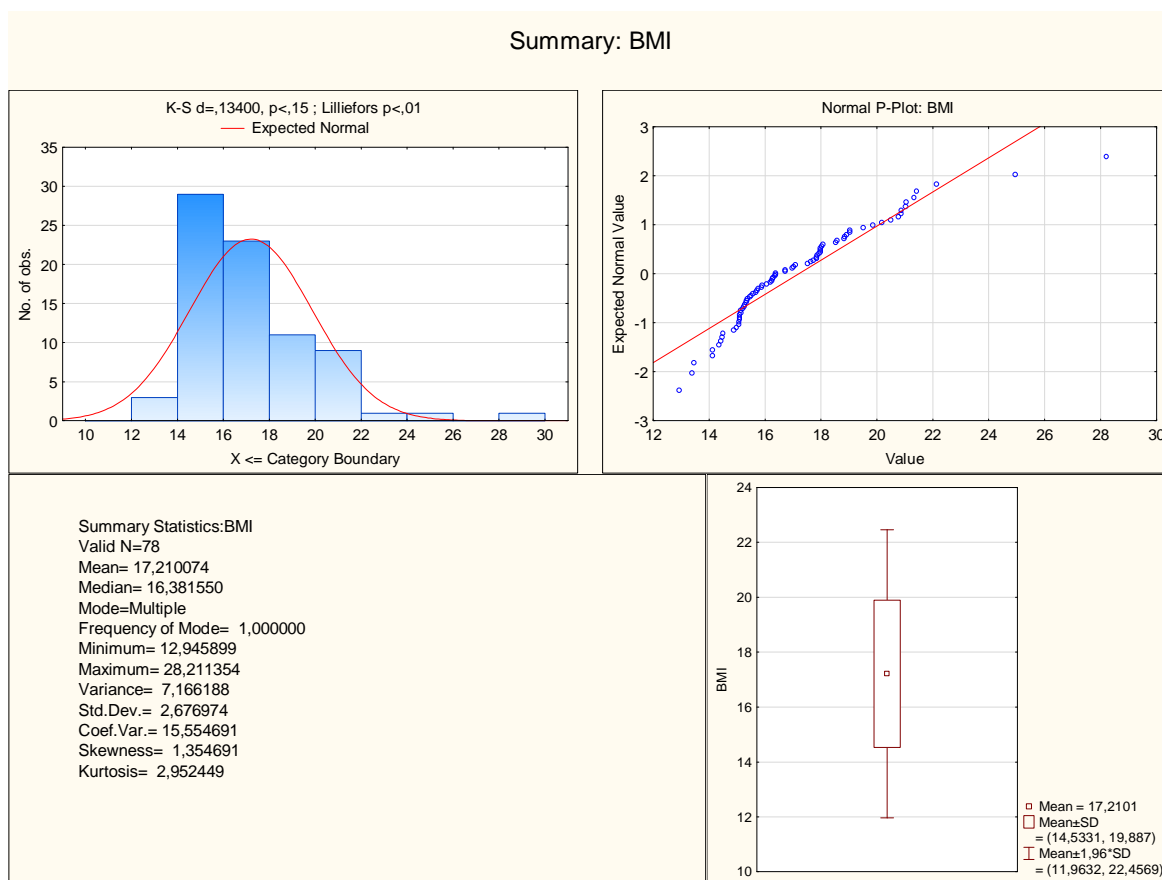 Summary: BMI
K-S d=,13400, p<,15 ; Lilliefors p<,01
Expected Normal
35
30
25
20
15
10
5
0
No. of obs.
10 12 14 16 18 20 22 24 26 28 30
X <= Category Boundary
Normal P-Plot: BMI
3
2
1
0
-1
-2
-3
Expected Normal Value
12 14 16 18 20 22 24 26 28 30
Value
Summary Statistics:BMI
Valid N=78
Mean= 17,210074
Median= 16,381550
Mode=Multiple
Frequency of Mode= 1,000000
Minimum= 12,945899
Maximum= 28,211354
Variance= 7,166188
Std.Dev.= 2,676974
Coef.Var.= 15,554691
Skewness= 1,354691
Kurtosis= 2,952449
24
22
20
18
16
14
12
10
BMI
Mean = 17,2101
Mean±SD
= (14,5331, 19,887)
Mean±1,96*SD
= (11,9632, 22,4569)